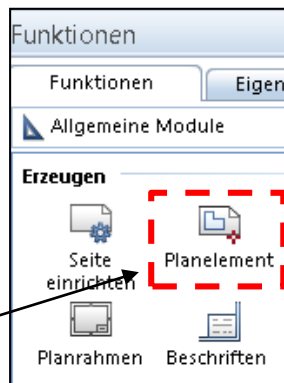 Funktionen
Funktionen Eigen
Allgemeine Module
Erzeugen
Seite einrichten
Planelement
Planrahmen
Beschriften